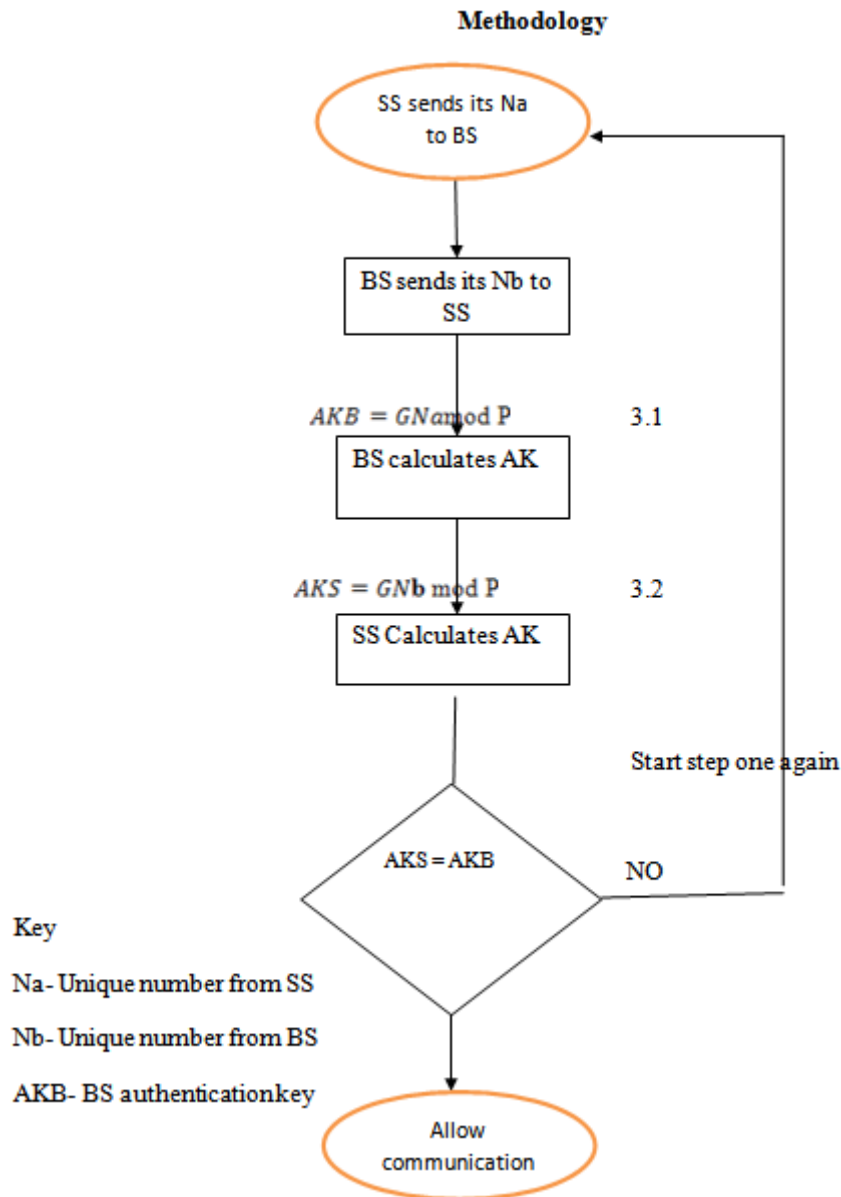 Methodology
SS sends its Na
to BS
BS sends its Nb to
SS
AKB = GNamod P 3.1
BS calculates AK
AKS = GNb mod P 3.2
SS Calculates AK
Start step one again
AKS = AKB
NO
Key
Na- Unique number from SS
Nb- Unique number from BS
AKB- BS authenticationkey
Allow
communication